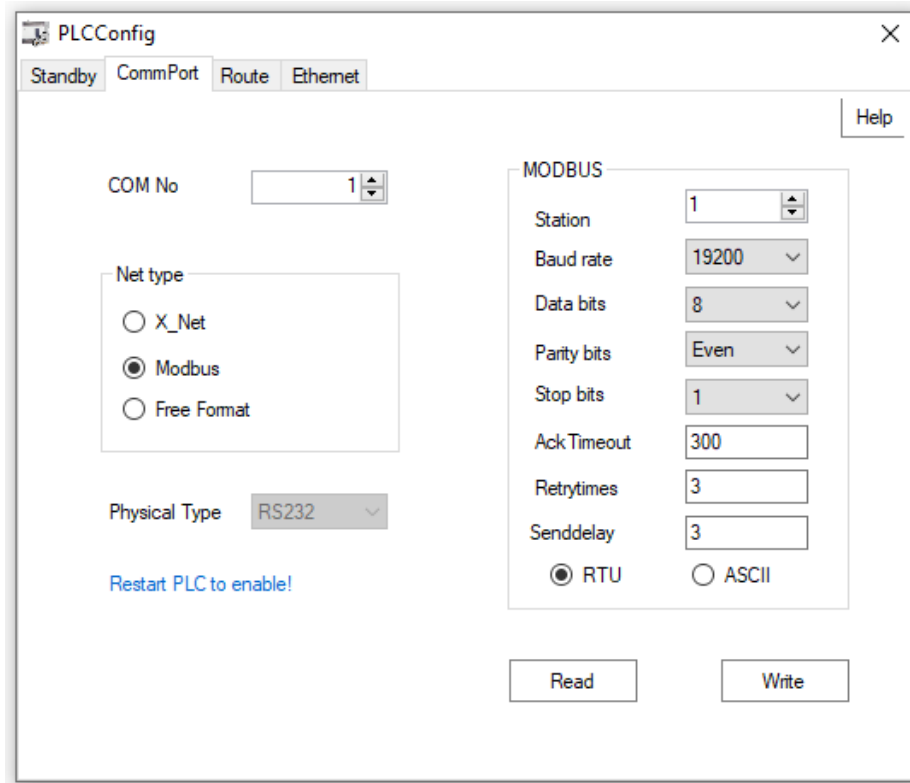 PLCConfig
Standby CommPort Route Ethernet
Help
COM No 1
Net type
X_Net
Modbus
Free Format
Physical Type RS232
Restart PLC to enable!
MODBUS
Station 1
Baud rate 19200
Data bits 8
Parity bits Even
Stop bits 1
Ack Timeout 300
Retrytimes 3
Senddelay 3
RTU ASCII
Read Write